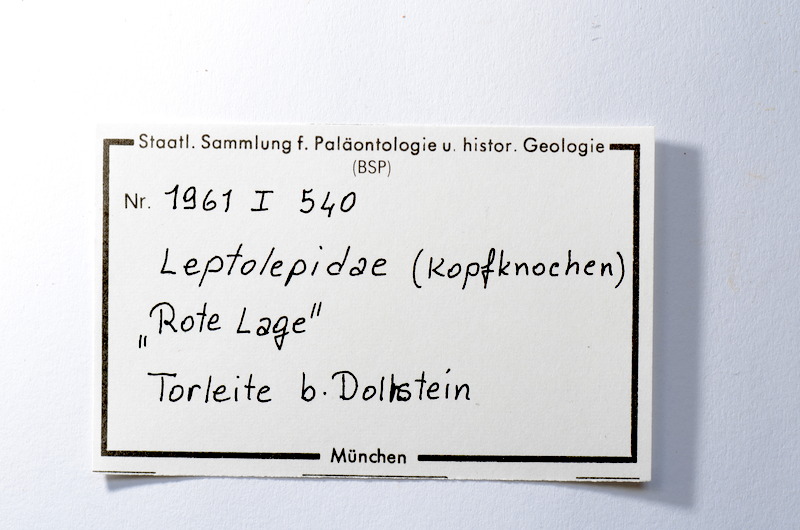 Staatl. Sammlung f. Paläontologie u. histor. Geologie
(BSP)
Nr. 1961 I 540
Leptolepidae (Kopfknochen)
„Rote Lage"
Torleite b. Dollnstein
München